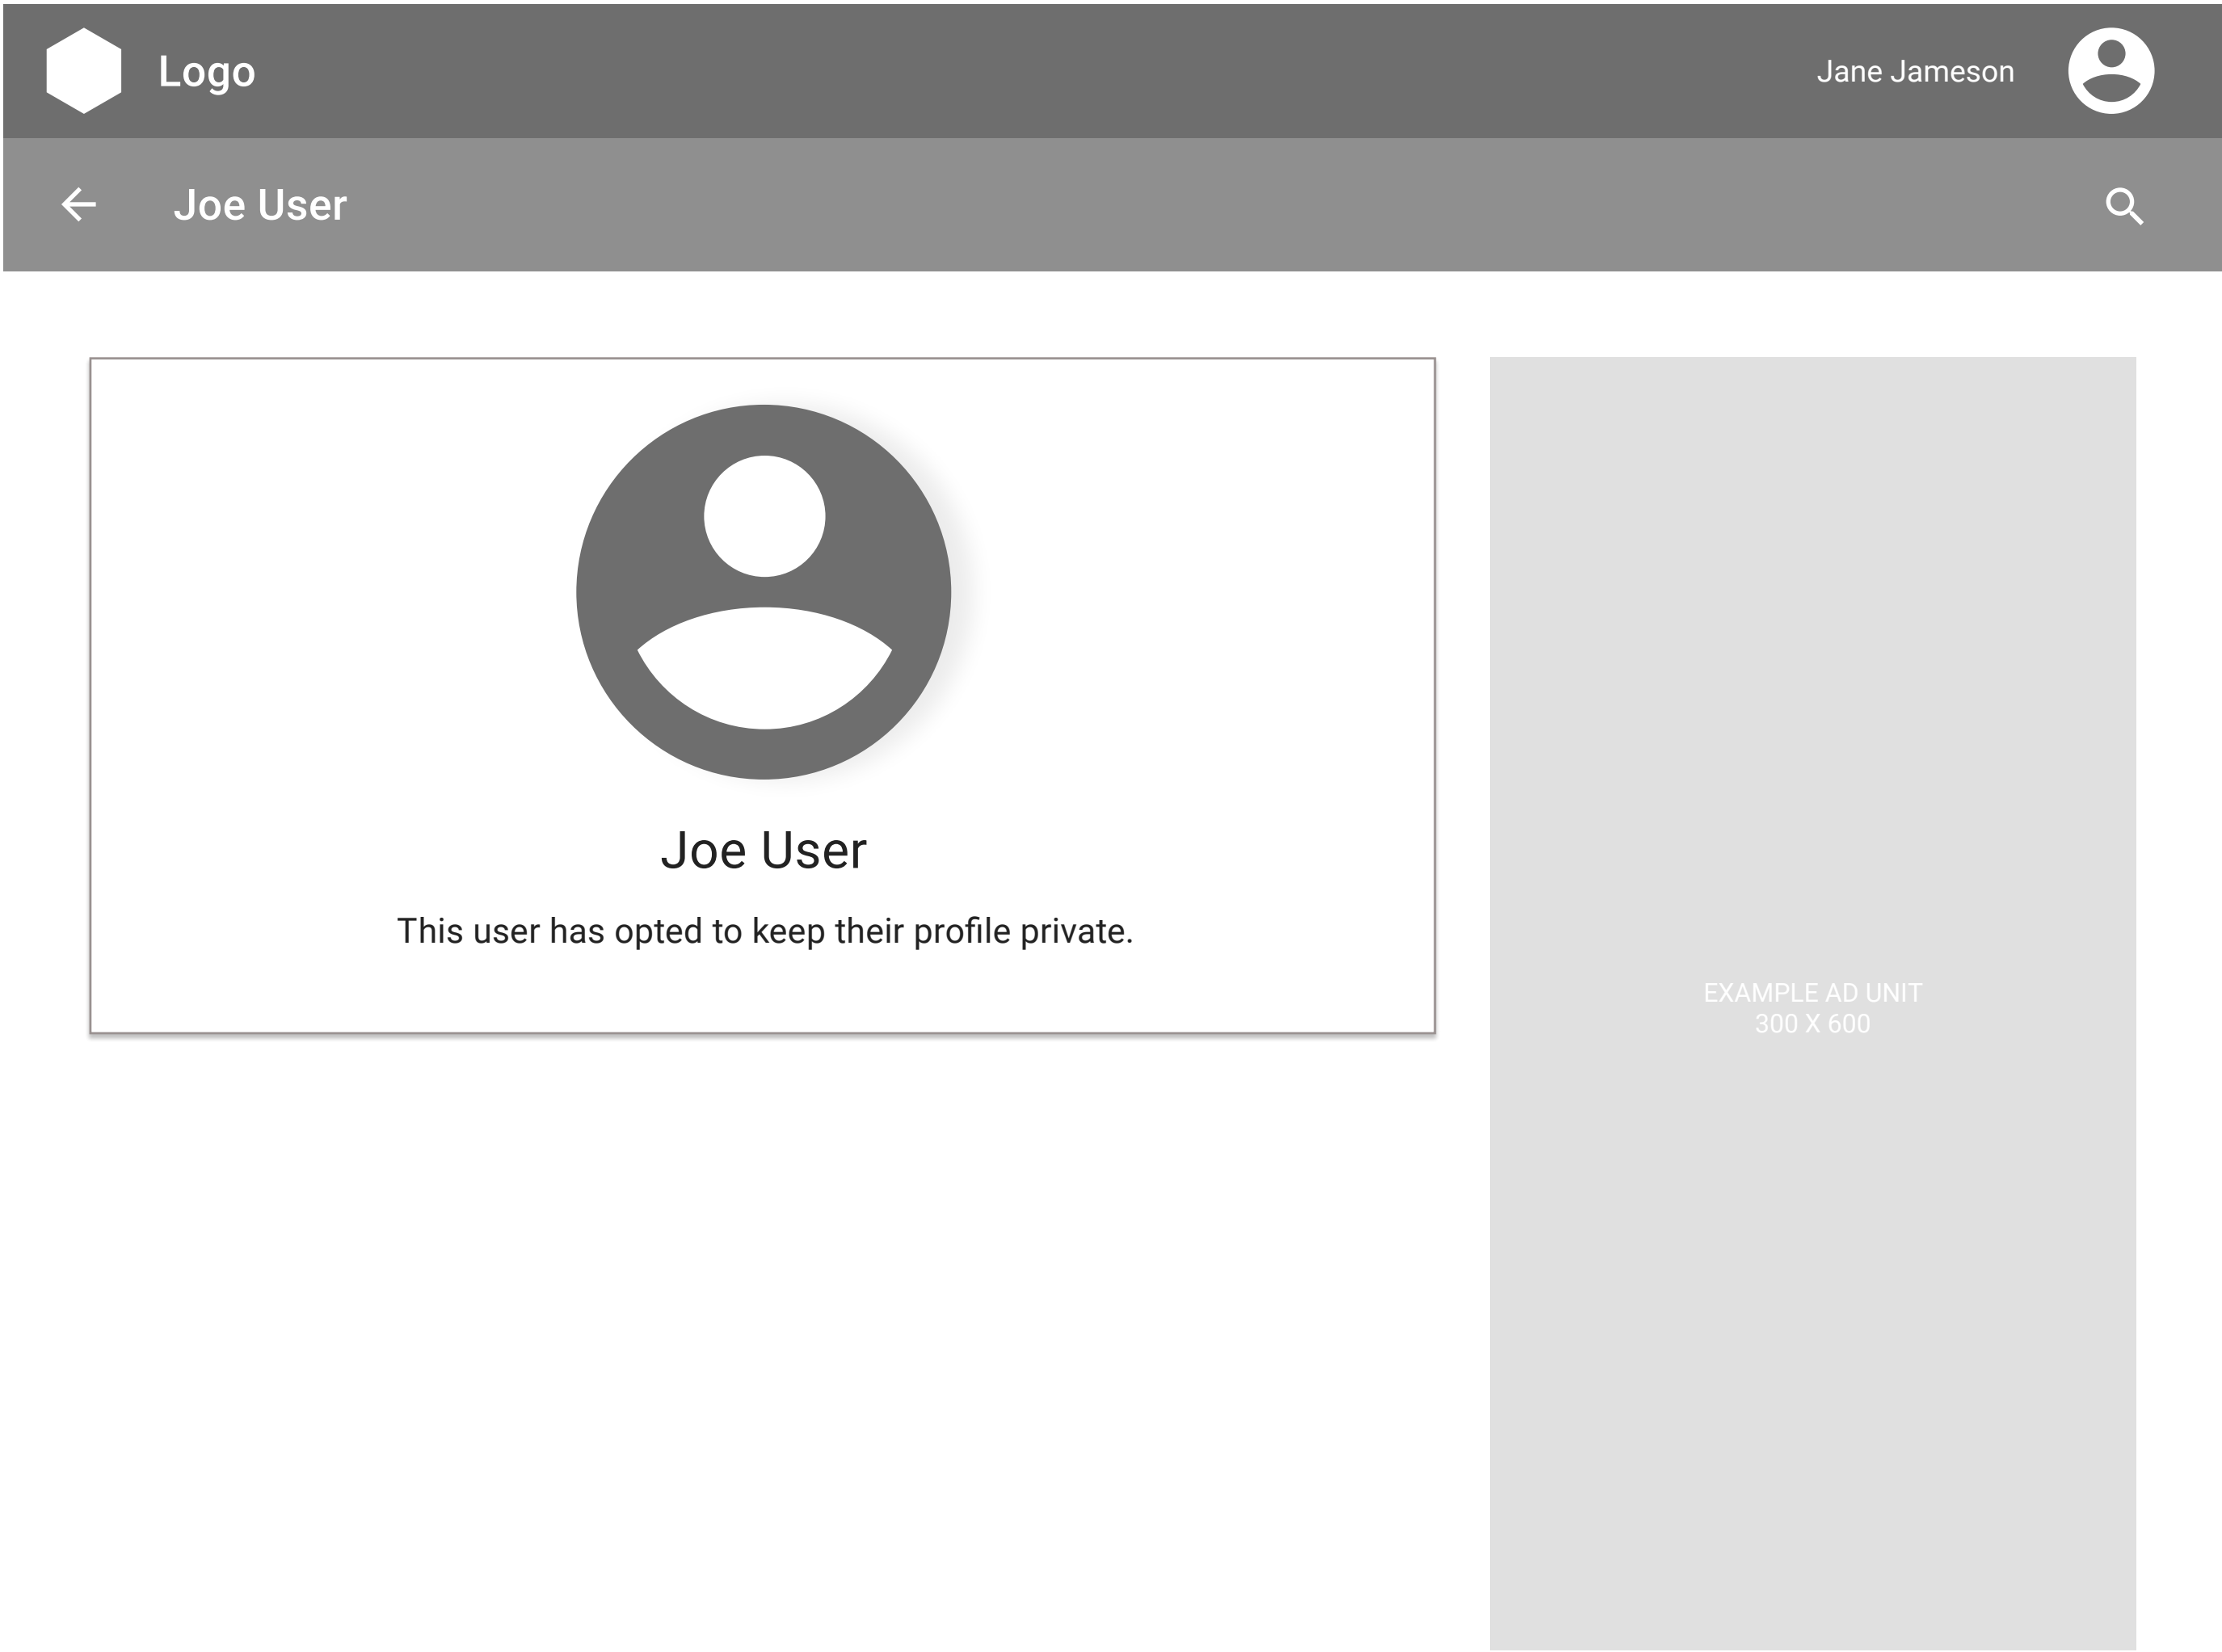 Logo
Jane Jameson
Joe User
Joe User
This user has opted to keep their profile private.
EXAMPLE AD UNIT
300 X 600